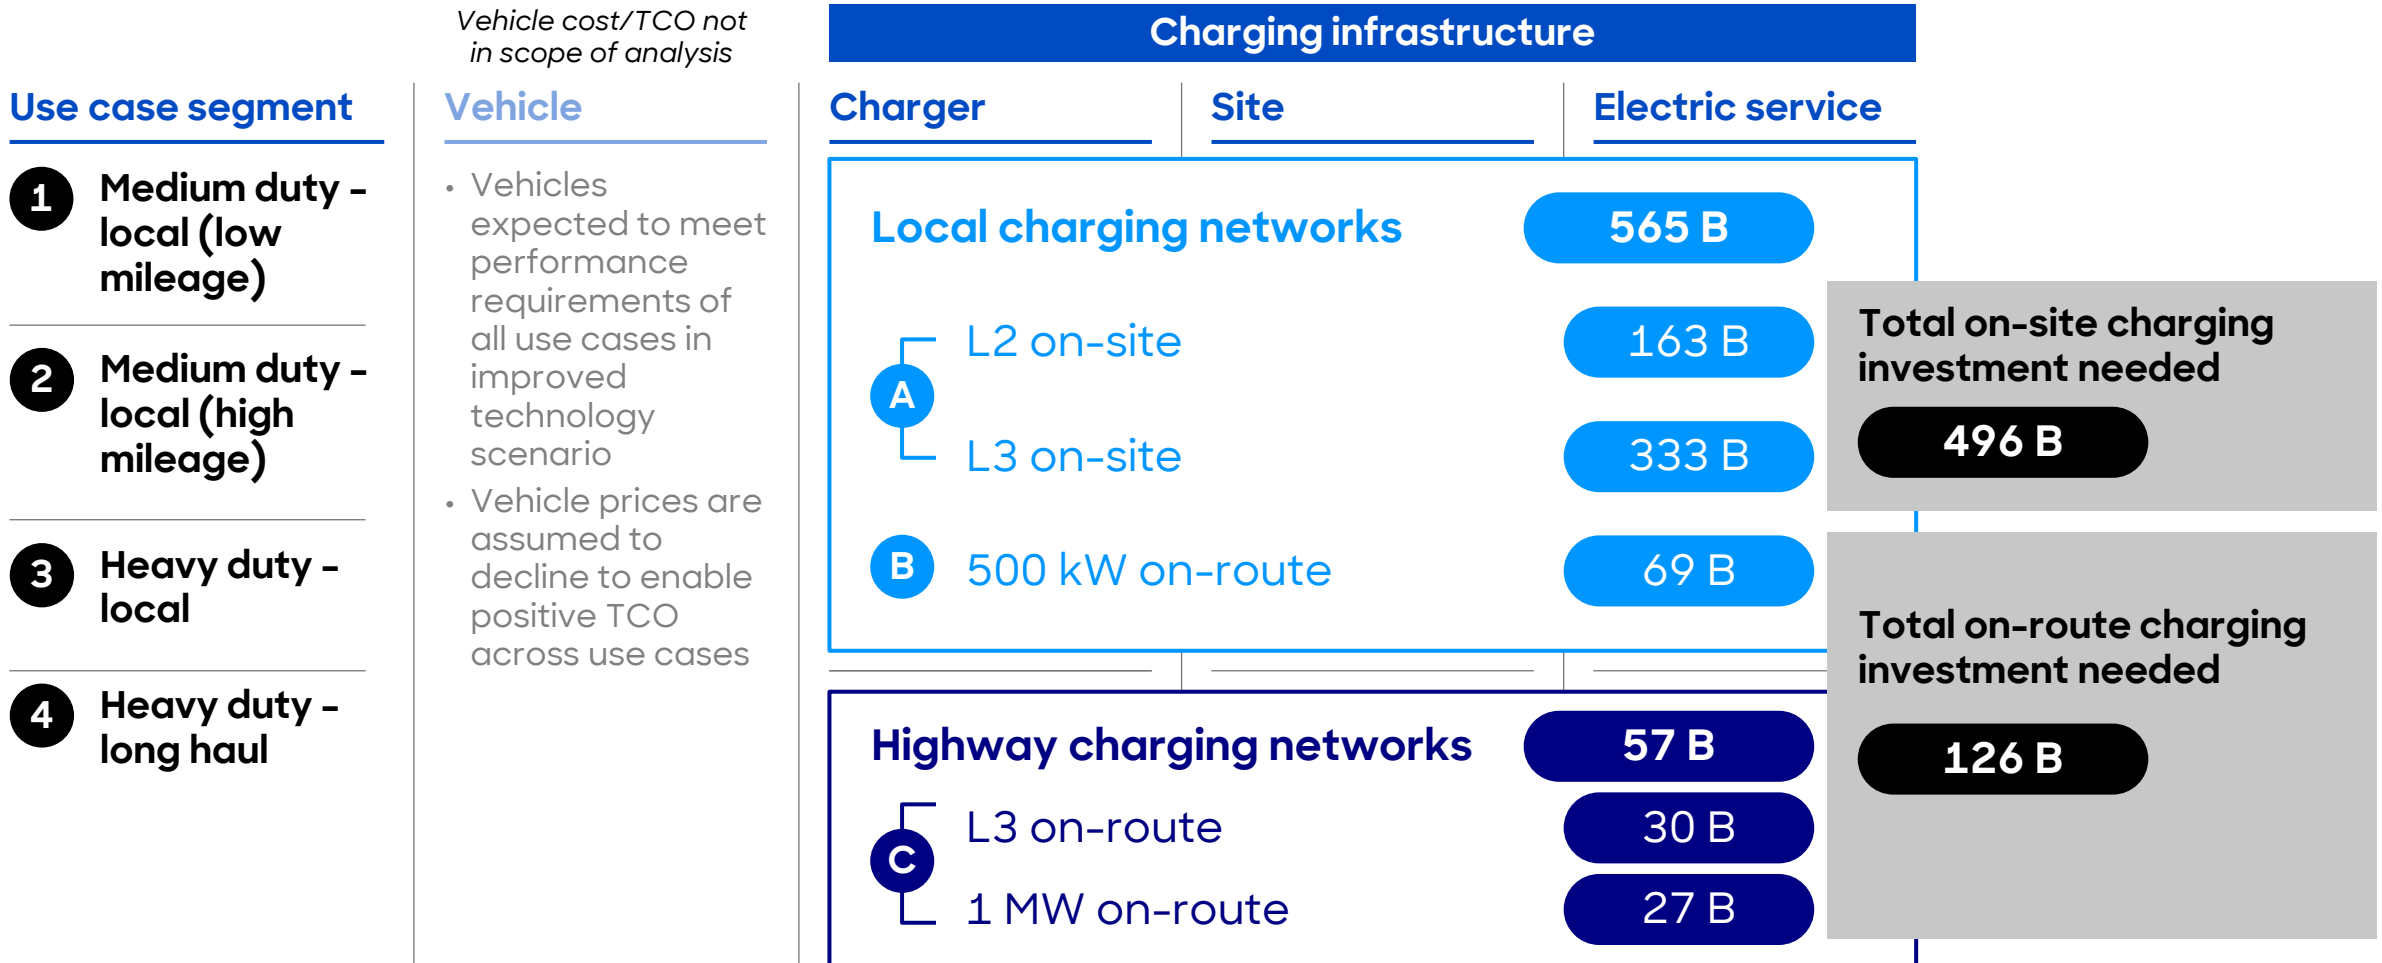 Vehicle cost/TCO not
in scope of analysis
Charging infrastructure
Use case segment
Vehicle
Charger
Site
Electric service
1
Medium duty -
local (low
mileage)
2
Medium duty -
local (high
mileage)
3
Heavy duty -
local
4
Heavy duty -
long haul
• Vehicles
expected to meet
performance
requirements of
all use cases in
improved
technology
scenario
• Vehicle prices are
assumed to
decline to enable
positive TCO
across use cases
Local charging networks
565 B
A
L2 on-site
163 B
L3 on-site
333 B
B
500 kW on-route
69 B
Highway charging networks
57 B
C
L3 on-route
30 B
1 MW on-route
27 B
Total on-site charging
investment needed
496 B
Total on-route charging
investment needed
126 B